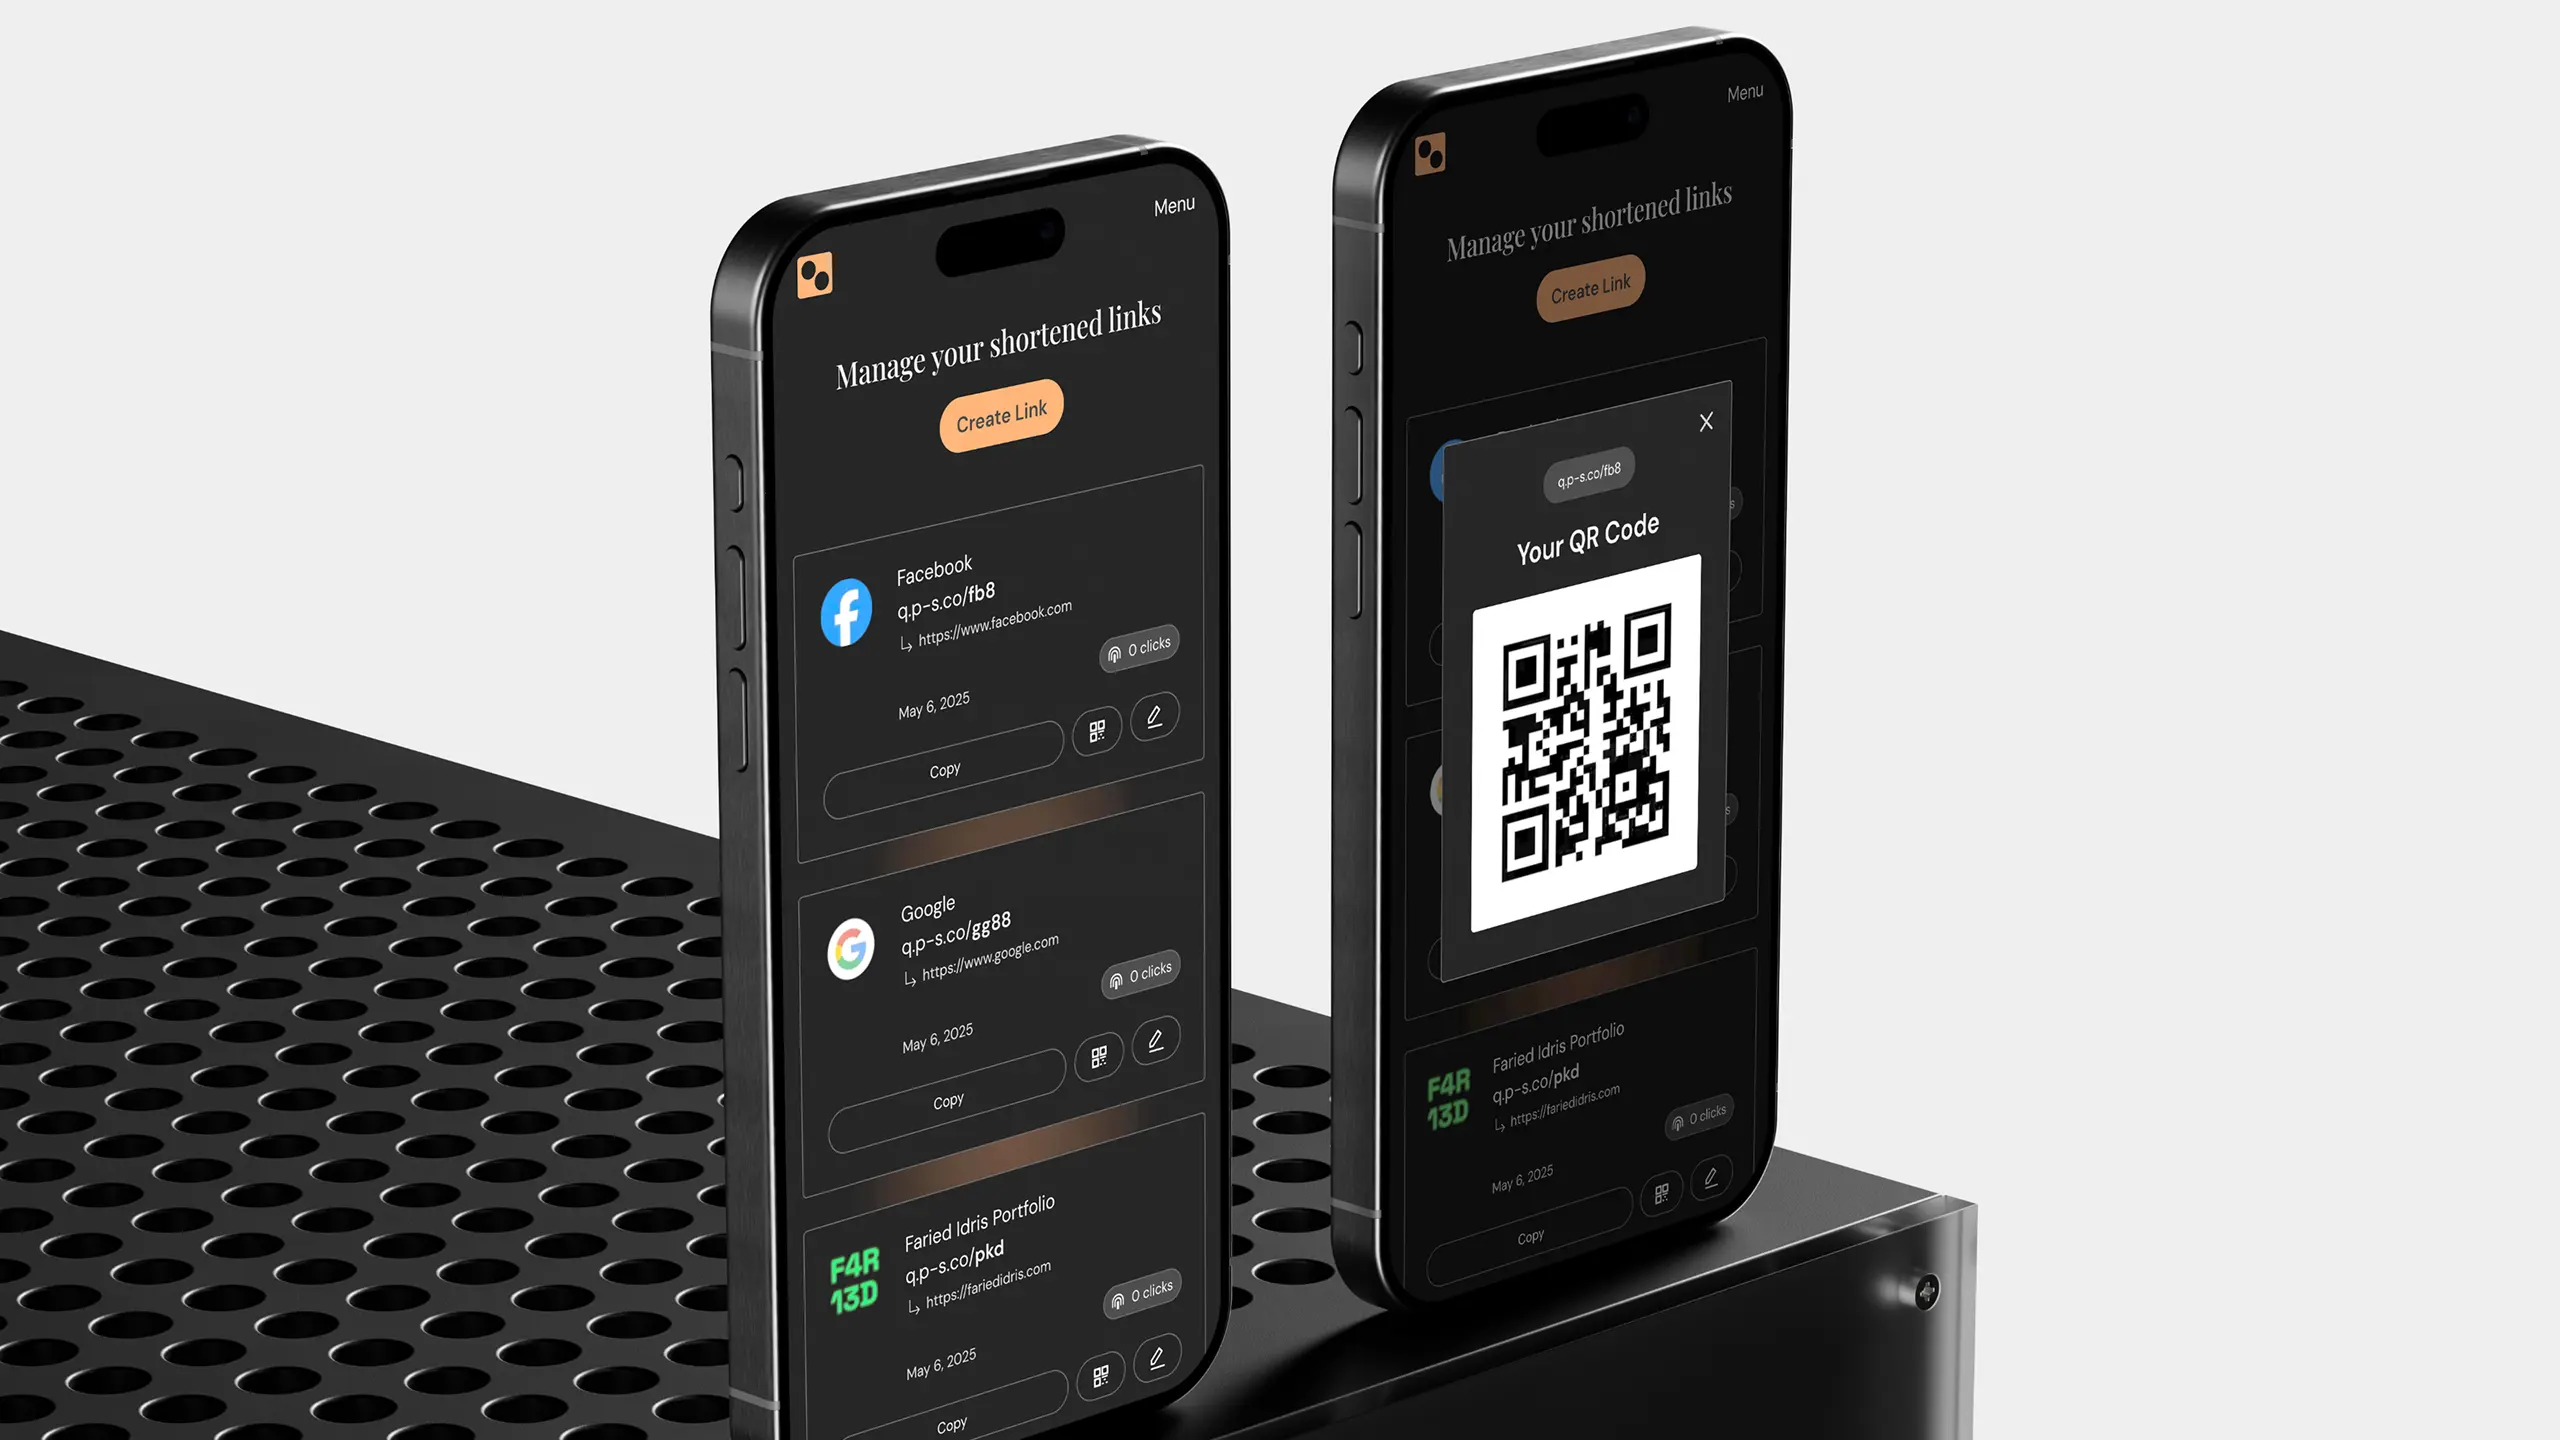 Menu
Manage your shortened links
Create Link
Facebook
q.p-s.co/fb8
https://www.facebook.com
0 clicks
May 6, 2025
Copy
Google
q.p-s.co/gg88
https://www.google.com
0 clicks
May 6, 2025
Copy
F4R
13D
Faried Idris Portfolio
q.p-s.co/pkd
https://fariedidris.com
0 clicks
May 6, 2025
Copy
Menu
Manage your shortened links
Create Link
q.p-s.co/fb8
X
Your QR Code
F4R
13D
Faried Idris Portfolio
q.p-s.co/pkd
https://fariedidris.com
0 clicks
May 6, 2025
Copy